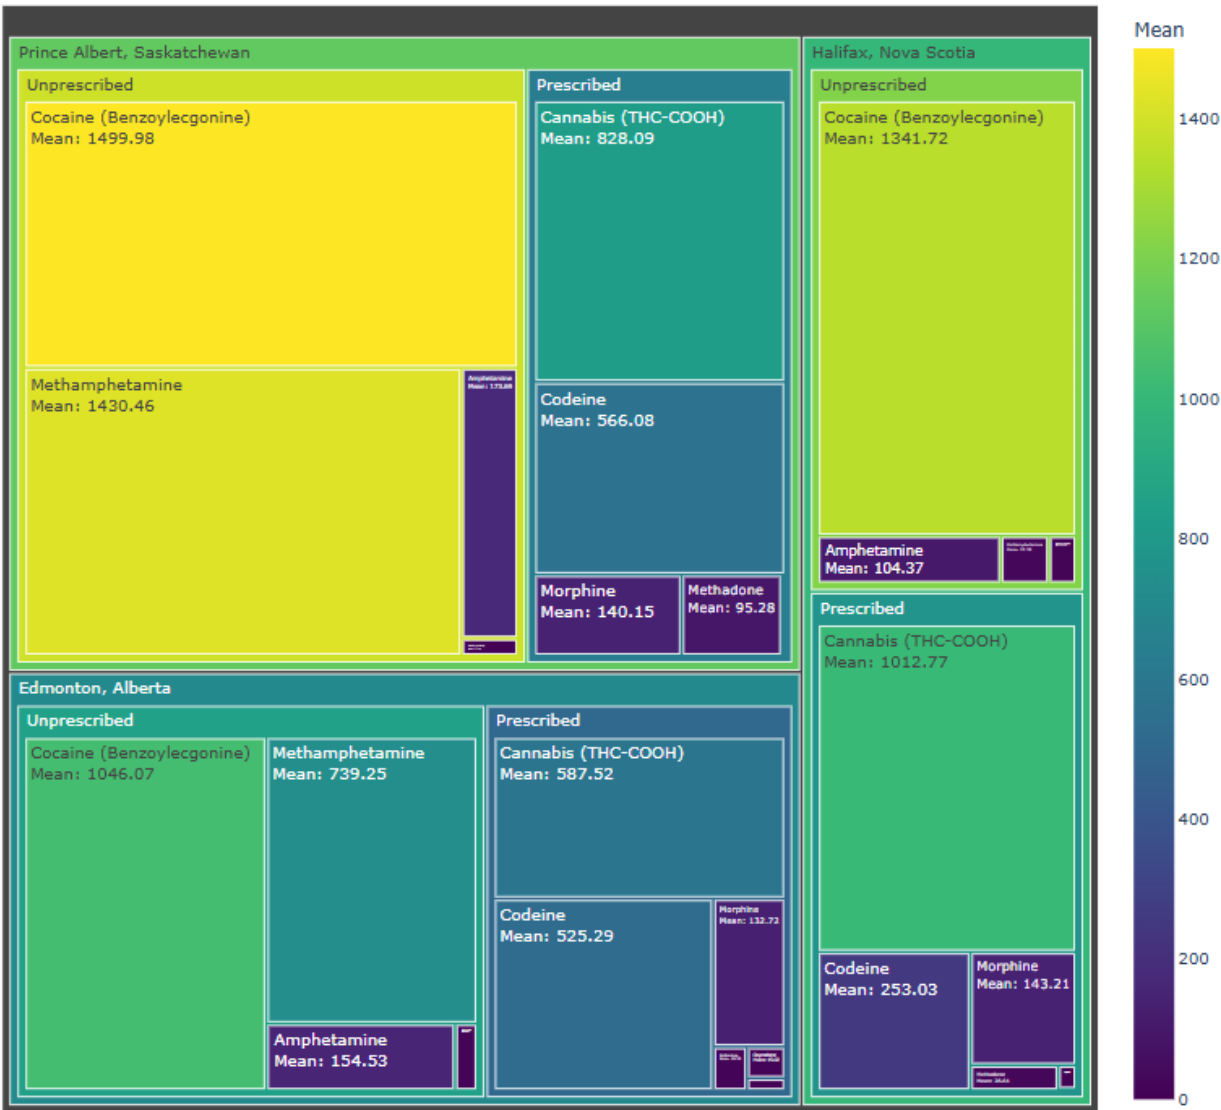 Mean
Prince Albert, Saskatchewan
Unprescribed
Cocaine (Benzoylecgonine)
Mean: 1499.98
Methamphetamine
Mean: 1430.46
Amphetamine
Prescribed
Cannabis (THC-COOH)
Mean: 828.09
Codeine
Mean: 566.08
Morphine
Mean: 140.15
Methadone
Mean: 95.28
Halifax, Nova Scotia
Unprescribed
Cocaine (Benzoylecgonine)
Mean: 1341.72
Amphetamine
Mean: 104.37
Prescribed
Cannabis (THC-COOH)
Mean: 1012.77
Codeine
Mean: 253.03
Morphine
Mean: 143.21
Methadone
Edmonton, Alberta
Unprescribed
Cocaine (Benzoylecgonine)
Mean: 1046.07
Methamphetamine
Mean: 739.25
Amphetamine
Mean: 154.53
Prescribed
Cannabis (THC-COOH)
Mean: 587.52
Codeine
Mean: 525.29
Morphine
Mean: 132.72
1400
1200
1000
800
600
400
200
0